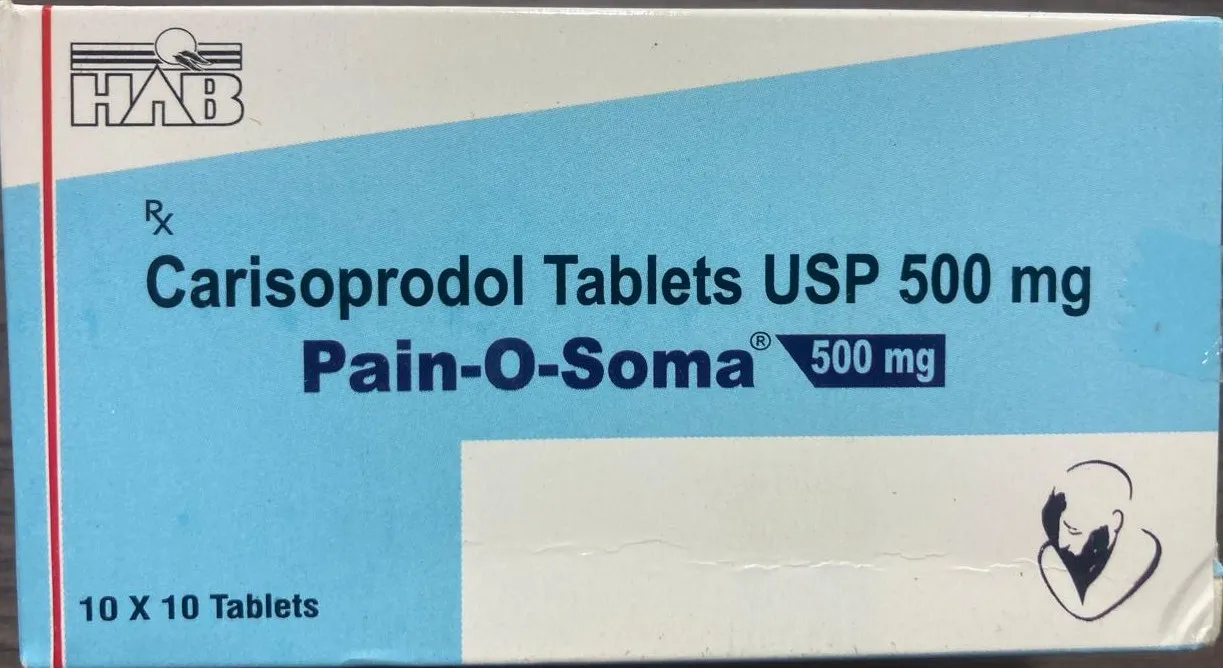 HAB
Rx
Carisoprodol Tablets USP 500 mg
Pain-O-Soma® 500 mg
10 X 10 Tablets